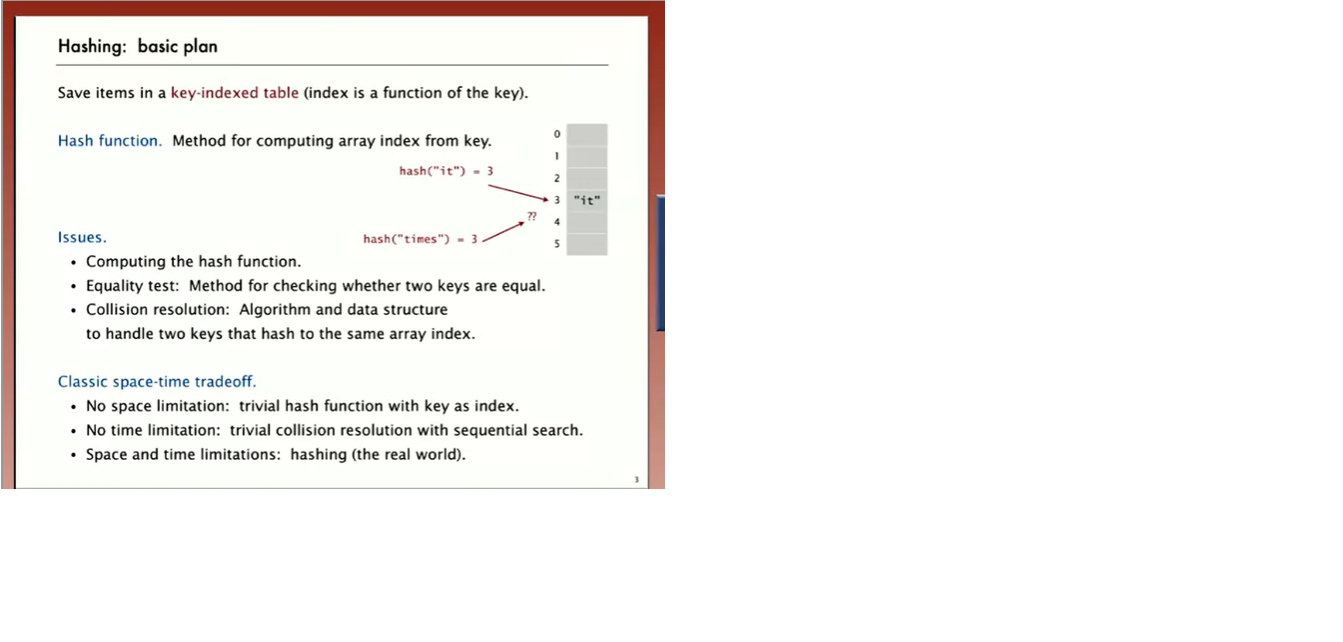 Hashing: basic plan
Save items in a key-indexed table (index is a function of the key).
Hash function. Method for computing array index from key.
hash("it") = 3
0
1
2
3 "it"
??
4
hash("times") = 3
5
Issues.
• Computing the hash function.
• Equality test: Method for checking whether two keys are equal.
• Collision resolution: Algorithm and data structure
to handle two keys that hash to the same array index.
Classic space-time tradeoff.
• No space limitation: trivial hash function with key as index.
• No time limitation: trivial collision resolution with sequential search.
• Space and time limitations: hashing (the real world).
3